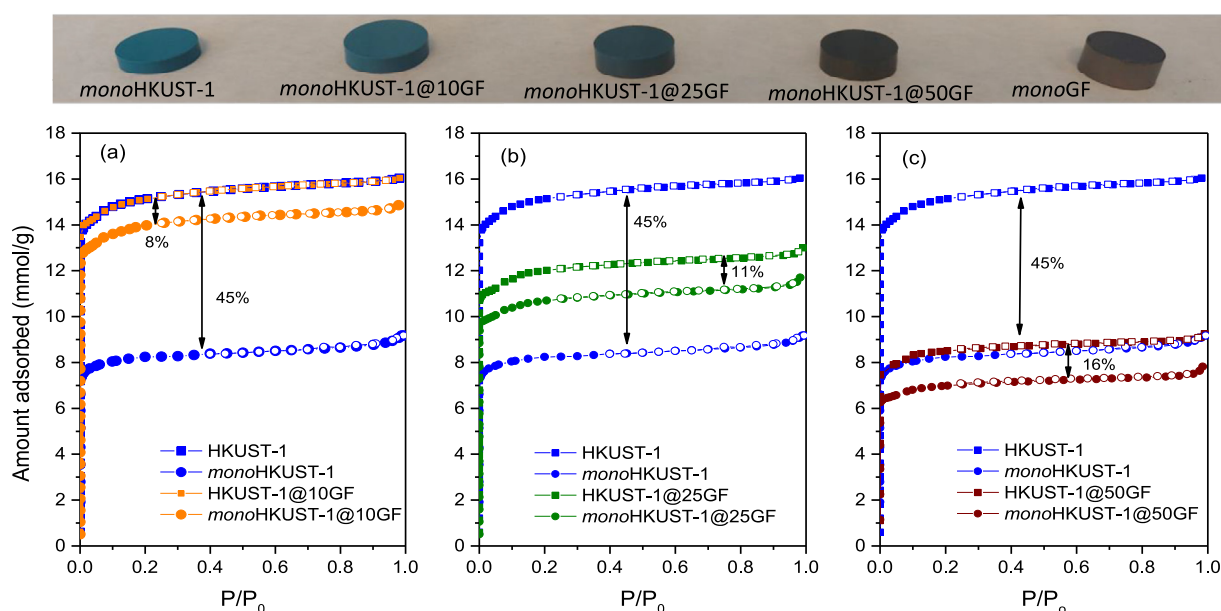 monoHKUST-1
monoHKUST-1@10GF
monoHKUST-1@25GF
monoHKUST-1@50GF
monoGF
Amount adsorbed (mmol/g)
18
16
14
12
10
8
6
4
2
0
(a)
8%
45%
HKUST-1
monoHKUST-1
HKUST-1@10GF
monoHKUST-1@10GF
0.0 0.2 0.4 0.6 0.8 1.0
P/P0
18
16
14
12
10
8
6
4
2
0
(b)
45%
11%
HKUST-1
monoHKUST-1
HKUST-1@25GF
monoHKUST-1@25GF
0.0 0.2 0.4 0.6 0.8 1.0
P/P0
18
16
14
12
10
8
6
4
2
0
(c)
45%
16%
HKUST-1
monoHKUST-1
HKUST-1@50GF
monoHKUST-1@50GF
0.0 0.2 0.4 0.6 0.8 1.0
P/P0